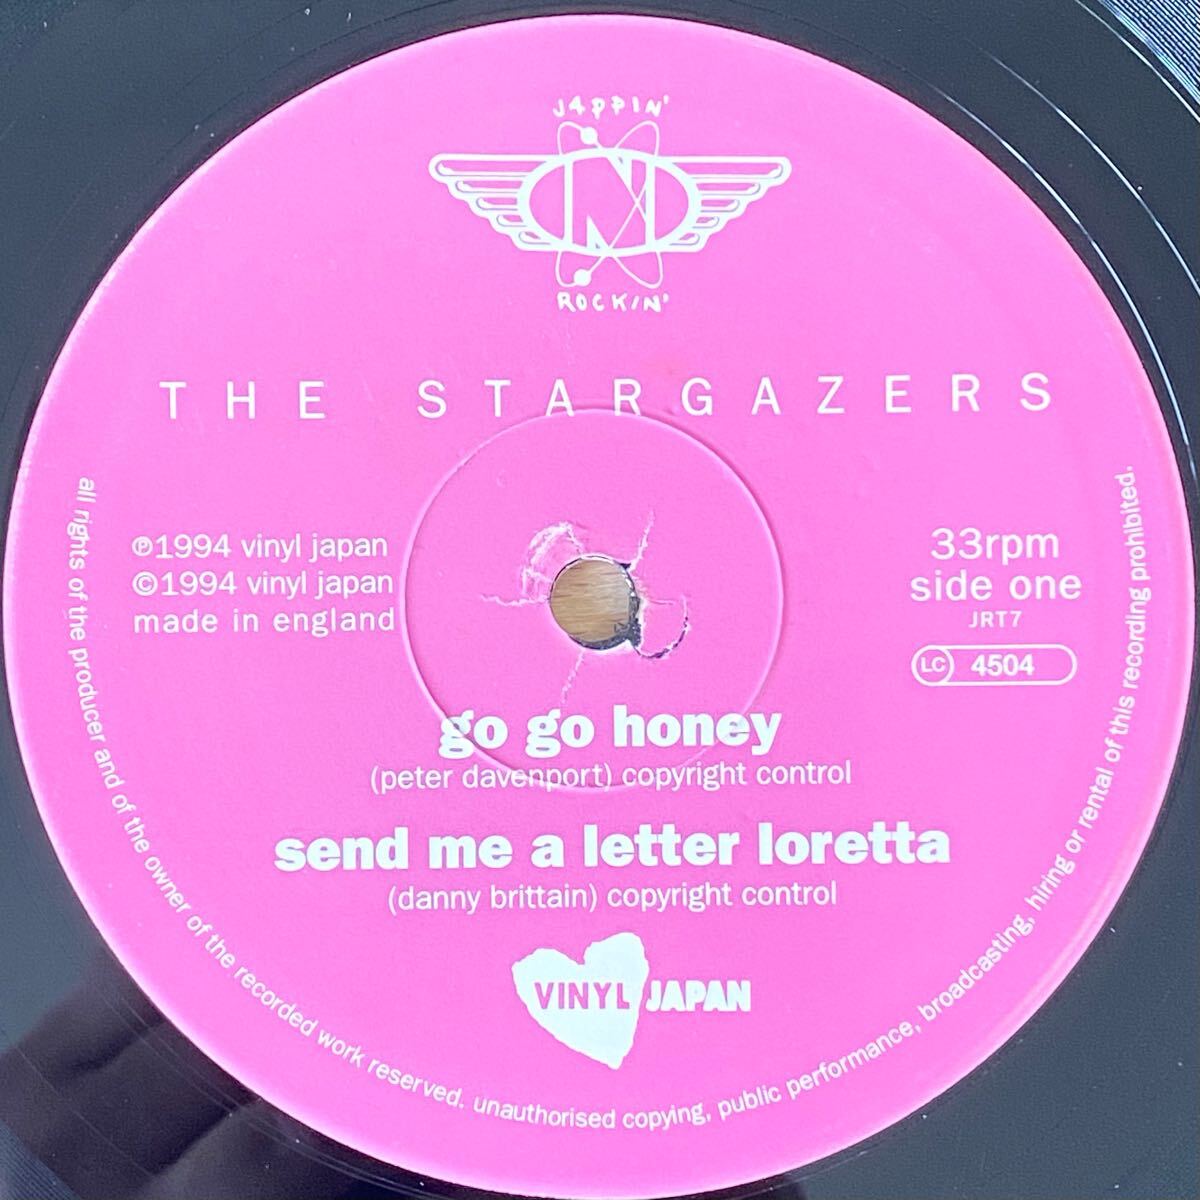 JAPPIN'
N
ROCKIN'
THE STARGAZERS
℗1994 vinyl japan
©1994 vinyl japan
made in england
33rpm
side one
JRT7
LC 4504
go go honey
(peter davenport) copyright control
send me a letter loretta
(danny brittain) copyright control
VINYL JAPAN
all rights of the producer and of the owner of the recorded work reserved. unauthorised copying, public performance, broadcasting, hiring or rental of this recording prohibited.